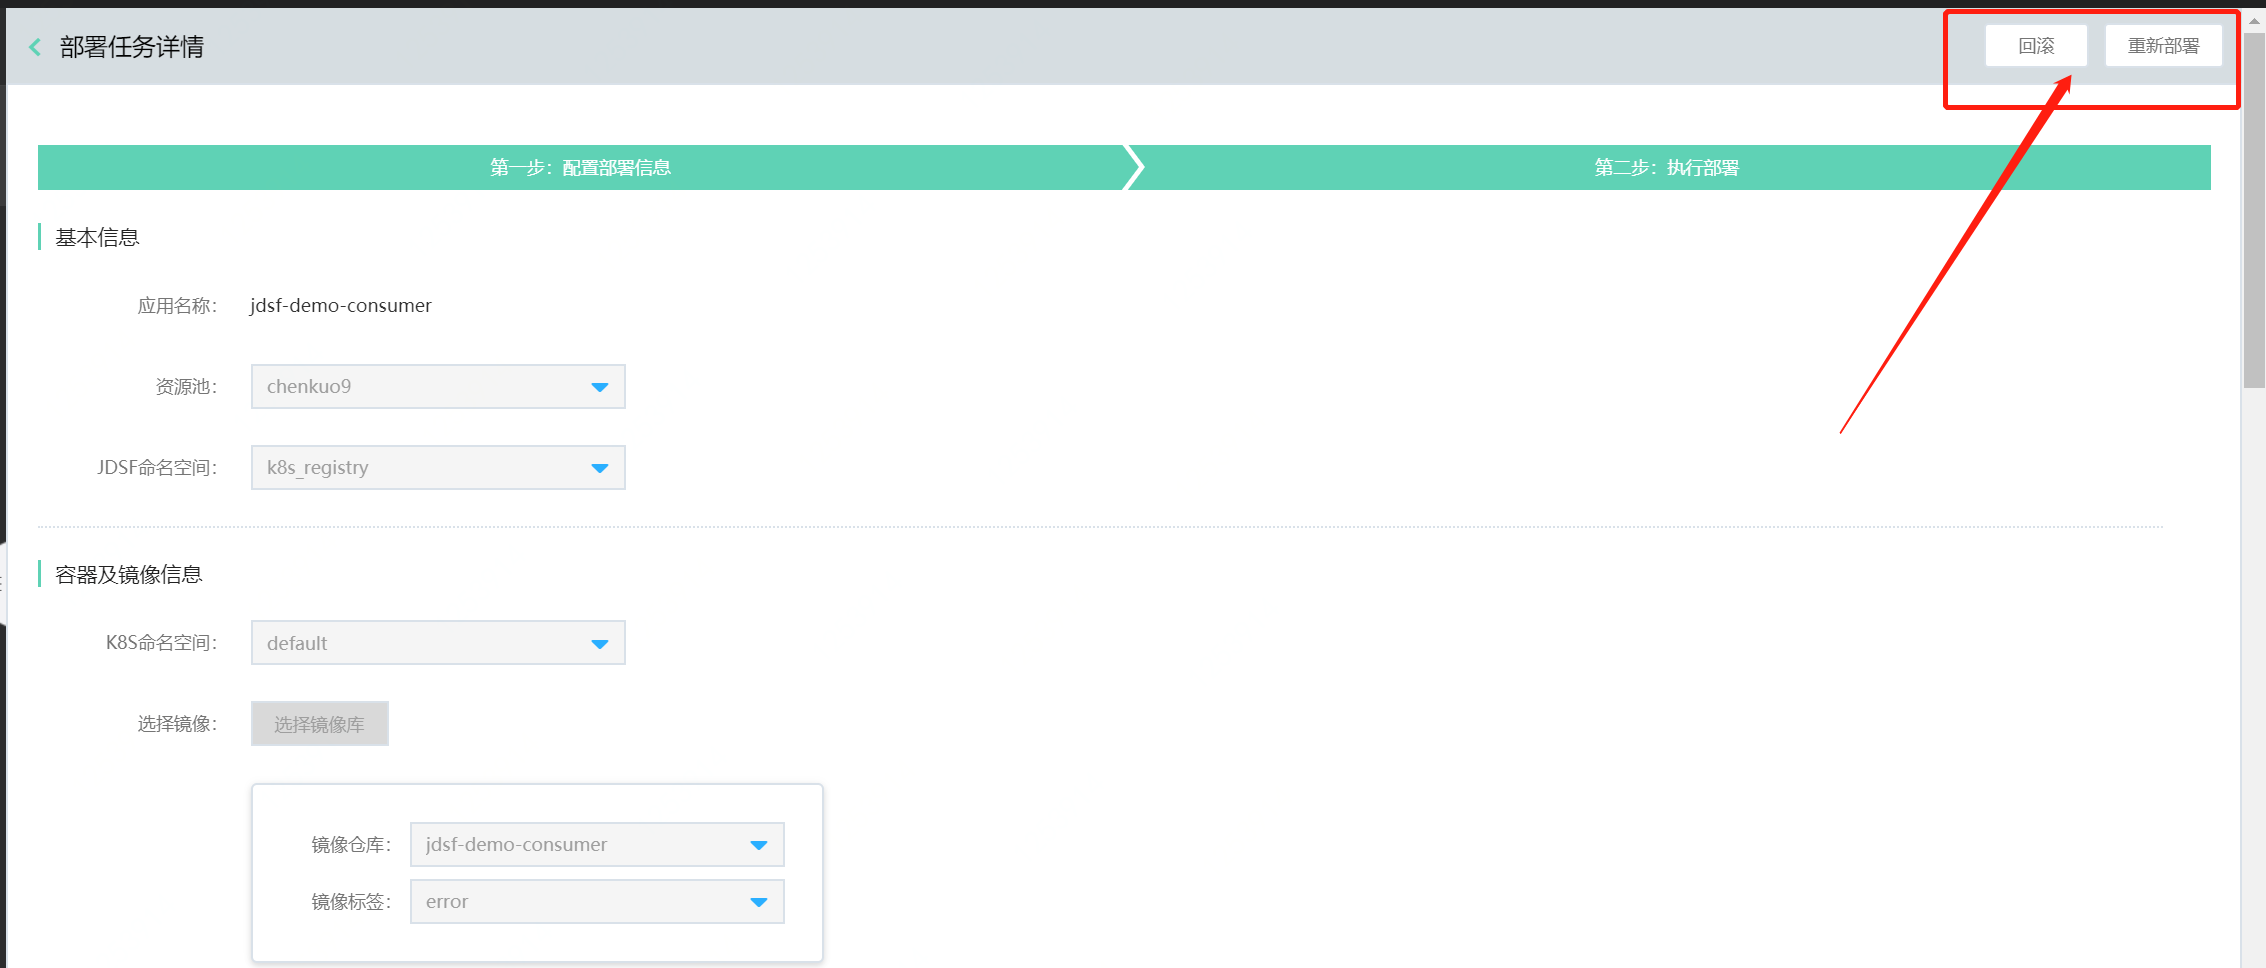 部署任务详情
回滚
重新部署
第一步：配置部署信息
第二步：执行部署
基本信息
应用名称：
jdsf-demo-consumer
资源池：
chenkuo9
JDSF命名空间：
k8s_registry
容器及镜像信息
K8S命名空间：
default
选择镜像：
选择镜像库
镜像仓库：
jdsf-demo-consumer
镜像标签：
error